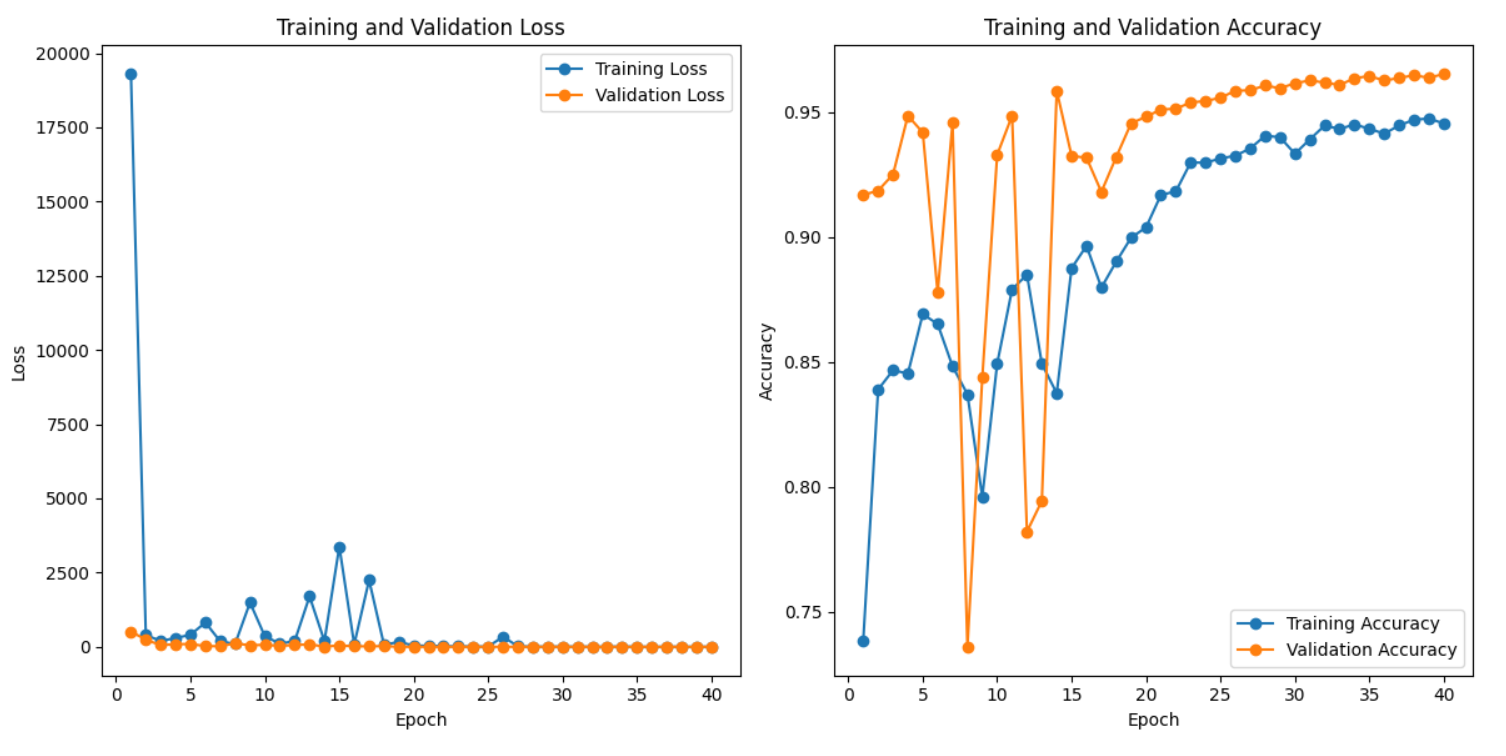 Training and Validation Loss
20000
17500
15000
12500
10000
7500
5000
2500
0
Loss
0 5 10 15 20 25 30 35 40
Epoch
Training Loss
Validation Loss
Training and Validation Accuracy
0.95
0.90
0.85
0.80
0.75
Accuracy
0 5 10 15 20 25 30 35 40
Epoch
Training Accuracy
Validation Accuracy